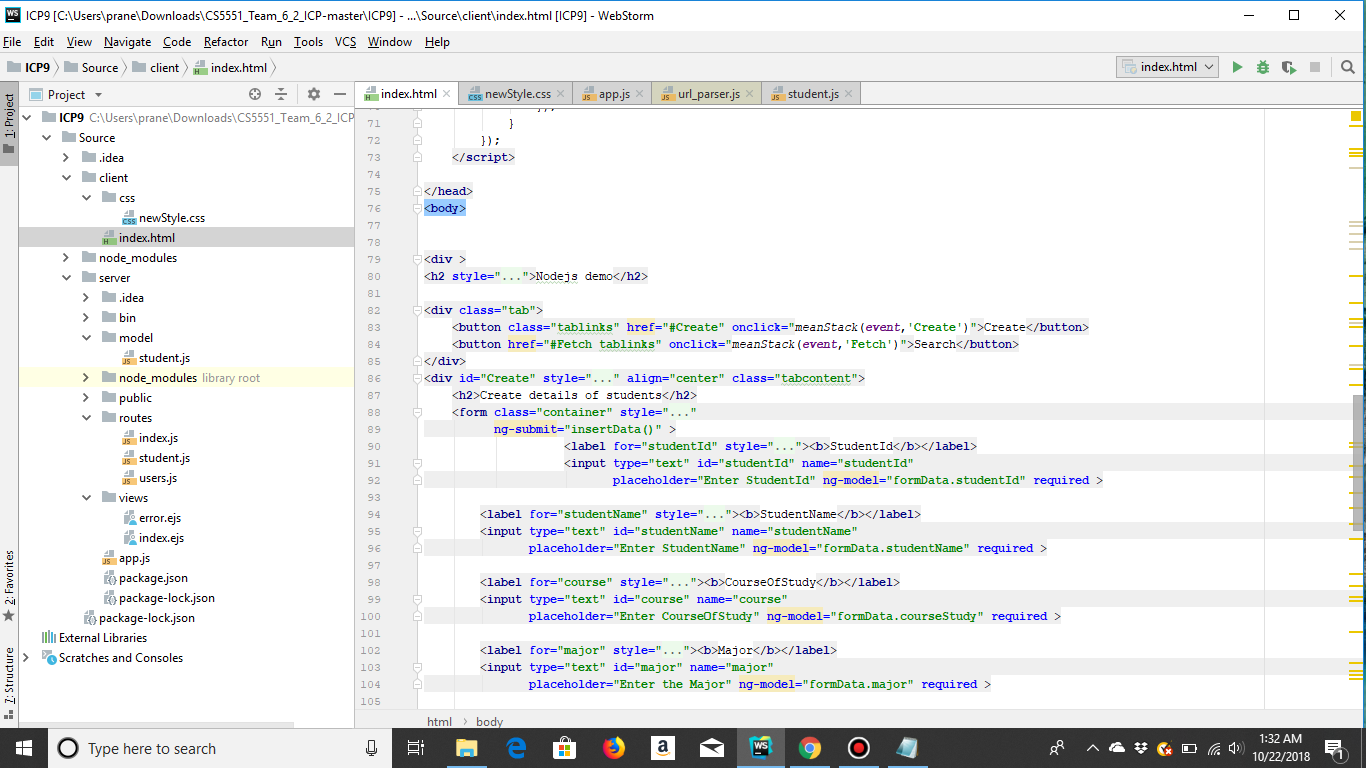 ICP9 [C:\Users\prane\Downloads\CS5551_Team_6_2_ICP-master\ICP9] - ...\Source\client\index.html [ICP9] - WebStorm
File Edit View Navigate Code Refactor Run Tools VCS Window Help
ICP9 Source client index.html
index.html
Project
index.html newStyle.css app.js url_parser.js student.js
1: Project
2: Favorites
7: Structure
ICP9 C:\Users\prane\Downloads\CS5551_Team_6_2_ICP
Source
.idea
client
css
newStyle.css
index.html
node_modules
server
.idea
bin
model
student.js
node_modules library root
public
routes
index.js
student.js
users.js
views
error.ejs
index.ejs
app.js
package.json
package-lock.json
package-lock.json
External Libraries
Scratches and Consoles
71 }
72 });
73 </script>
74
75 </head>
76 <body>
77
78
79 <div >
80 <h2 style="...">Nodejs demo</h2>
81
82 <div class="tab">
83 <button class="tablinks" href="#Create" onclick="meanStack(event,'Create')">Create</button>
84 <button href="#Fetch tablinks" onclick="meanStack(event,'Fetch')">Search</button>
85 </div>
86 <div id="Create" style="..." align="center" class="tabcontent">
87 <h2>Create details of students</h2>
88 <form class="container" style="..."
89 ng-submit="insertData()" >
90 <label for="studentId" style="..."><b>StudentId</b></label>
91 <input type="text" id="studentId" name="studentId"
92 placeholder="Enter StudentId" ng-model="formData.studentId" required >
93
94 <label for="studentName" style="..."><b>StudentName</b></label>
95 <input type="text" id="studentName" name="studentName"
96 placeholder="Enter StudentName" ng-model="formData.studentName" required >
97
98 <label for="course" style="..."><b>CourseOfStudy</b></label>
99 <input type="text" id="course" name="course"
100 placeholder="Enter CourseOfStudy" ng-model="formData.courseStudy" required >
101
102 <label for="major" style="..."><b>Major</b></label>
103 <input type="text" id="major" name="major"
104 placeholder="Enter the Major" ng-model="formData.major" required >
105
html body
Type here to search
1:32 AM
10/22/2018